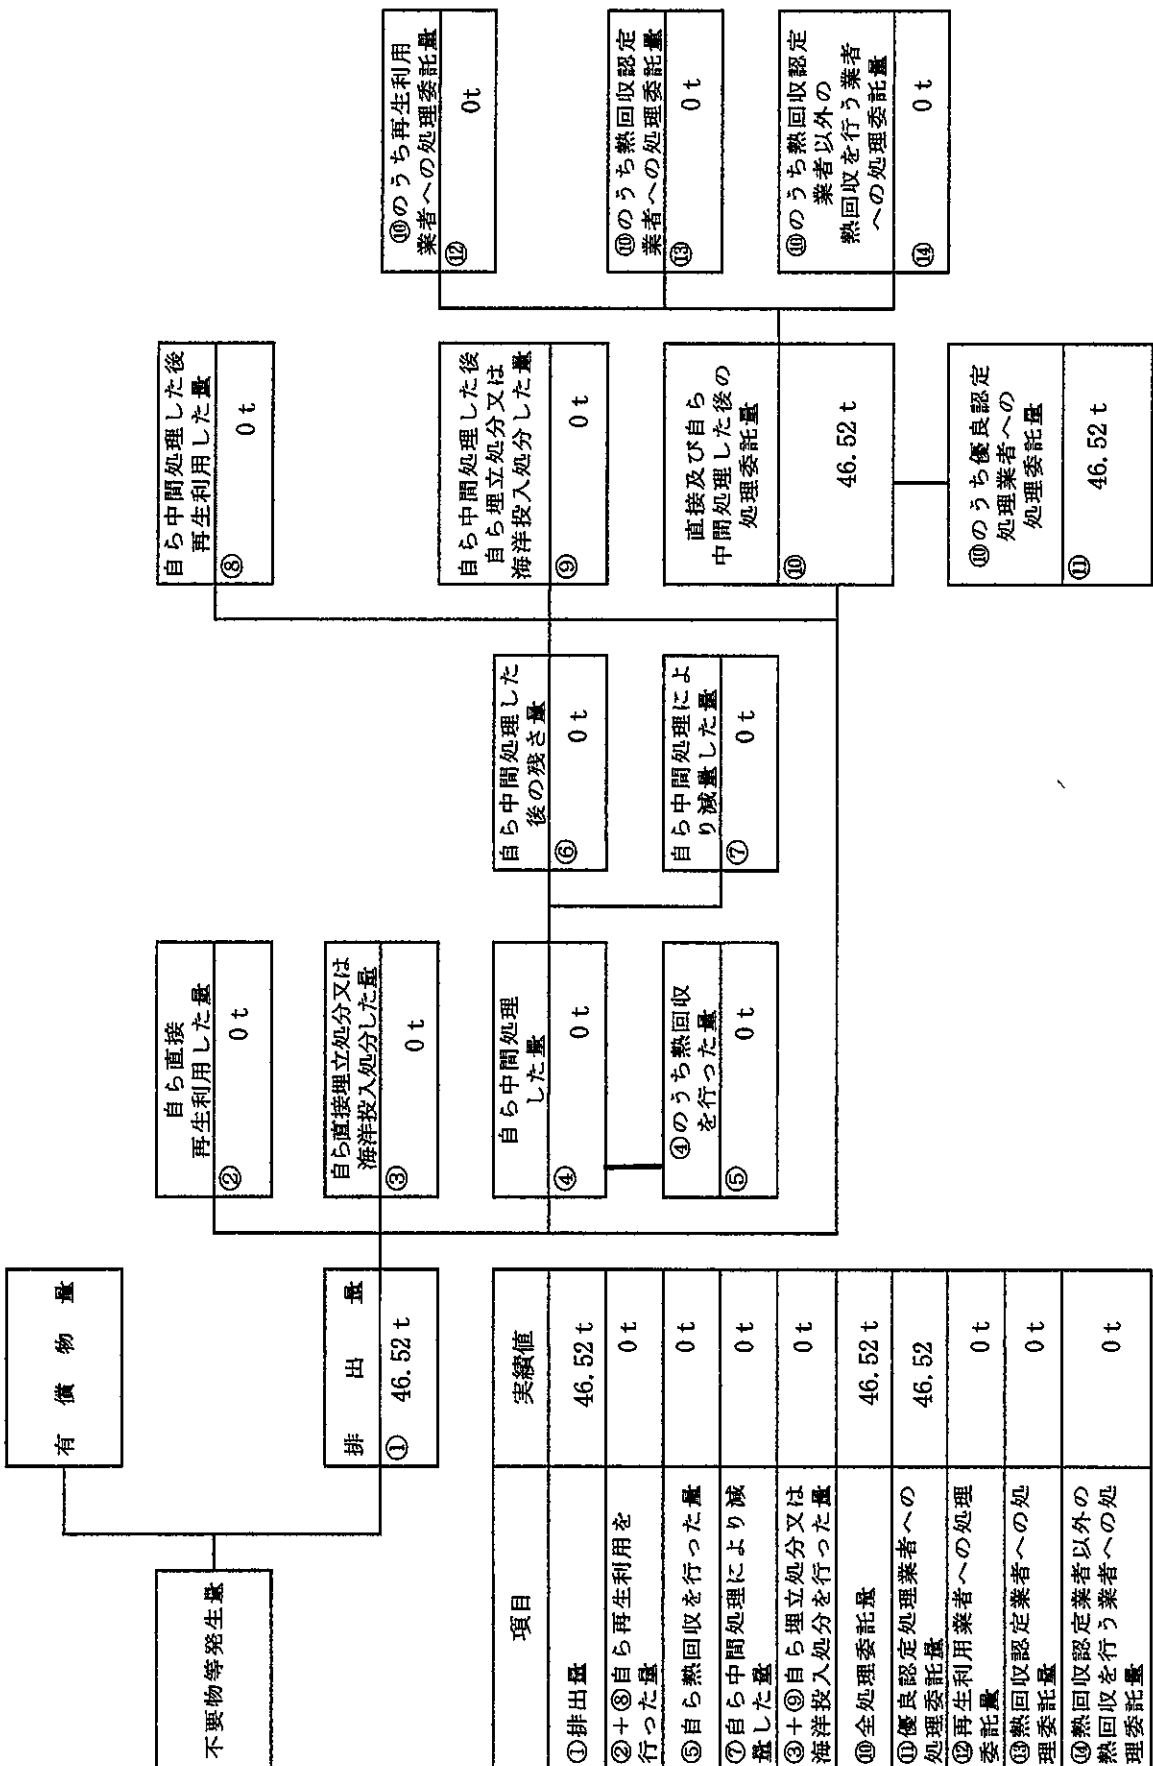 不要物等発生量
有償物量
排出量
① 46.52 t
自ら直接
再生利用した量
② 0 t
自ら直接埋立処分又は
海洋投入処分した量
③ 0 t
自ら中間処理
した量
④ 0 t
④のうち熱回収
を行った量
⑤ 0 t
自ら中間処理した
後の残さ量
⑥ 0 t
自ら中間処理によ
り減量した量
⑦ 0 t
自ら中間処理した後
再生利用した量
⑧ 0 t
自ら中間処理した後
自ら埋立処分又は
海洋投入処分した量
⑨ 0 t
直接及び自ら
中間処理した後の
処理委託量
⑩ 46.52 t
⑩のうち優良認定
処理業者への
処理委託量
⑪ 46.52 t
⑩のうち再生利用
業者への処理委託量
⑫ 0t
⑩のうち熱回収認定
業者への処理委託量
⑬ 0 t
⑩のうち熱回収認定
業者以外の
熱回収を行う業者
への処理委託量
⑭ 0 t
項目 実績値
①排出量 46.52 t
②+⑧自ら再生利用を
行った量 0 t
⑤自ら熱回収を行った量 0 t
⑦自ら中間処理により減
量した量 0 t
③+⑨自ら埋立処分又は
海洋投入処分を行った量 0 t
⑩全処理委託量 46.52 t
⑪優良認定処理業者への
処理委託量 46.52
⑫再生利用業者への処理
委託量 0 t
⑬熱回収認定業者への処
理委託量 0 t
⑭熱回収認定業者以外の
熱回収を行う業者への処
理委託量 0 t